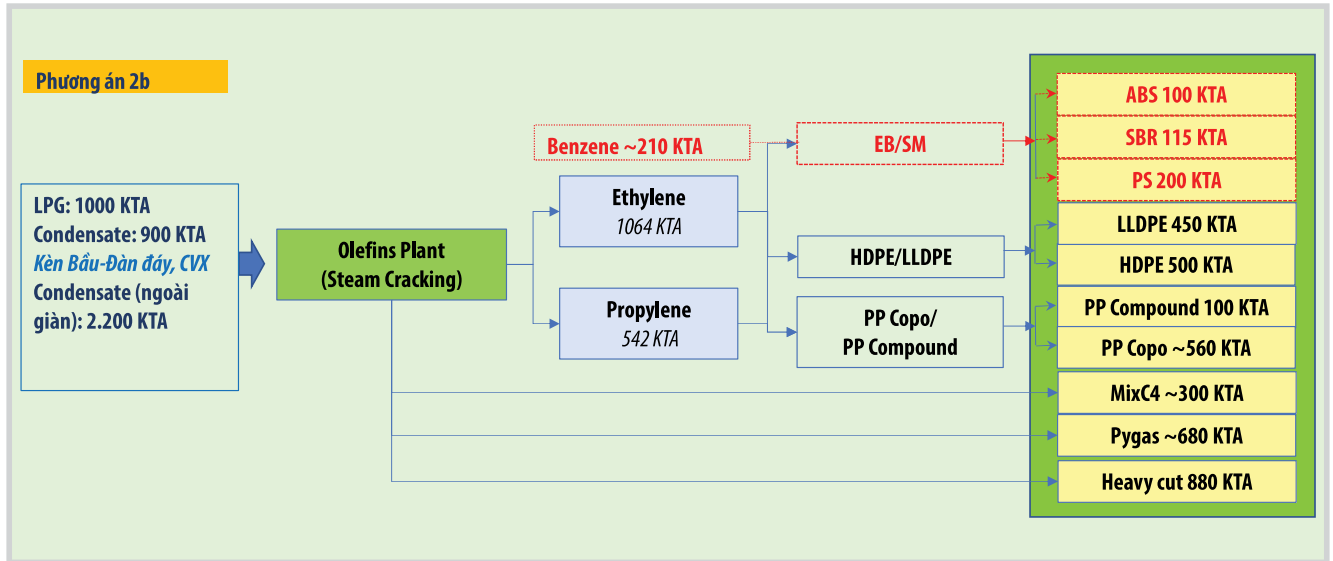 Phương án 2b
LPG: 1000 KTA
Condensate: 900 KTA
Kèn Bầu-Đàn đáy, CVX
Condensate (ngoài
giàn): 2.200 KTA
Olefins Plant
(Steam Cracking)
Benzene ~210 KTA
Ethylene
1064 KTA
Propylene
542 KTA
EB/SM
HDPE/LLDPE
PP Copo/
PP Compound
ABS 100 KTA
SBR 115 KTA
PS 200 KTA
LLDPE 450 KTA
HDPE 500 KTA
PP Compound 100 KTA
PP Copo ~560 KTA
MixC4 ~300 KTA
Pygas ~680 KTA
Heavy cut 880 KTA